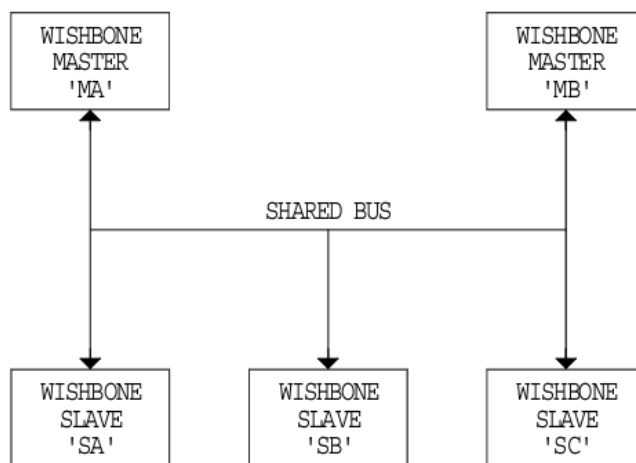 WISHBONE
MASTER
'MA'
WISHBONE
MASTER
'MB'
SHARED BUS
WISHBONE
SLAVE
'SA'
WISHBONE
SLAVE
'SB'
WISHBONE
SLAVE
'SC'